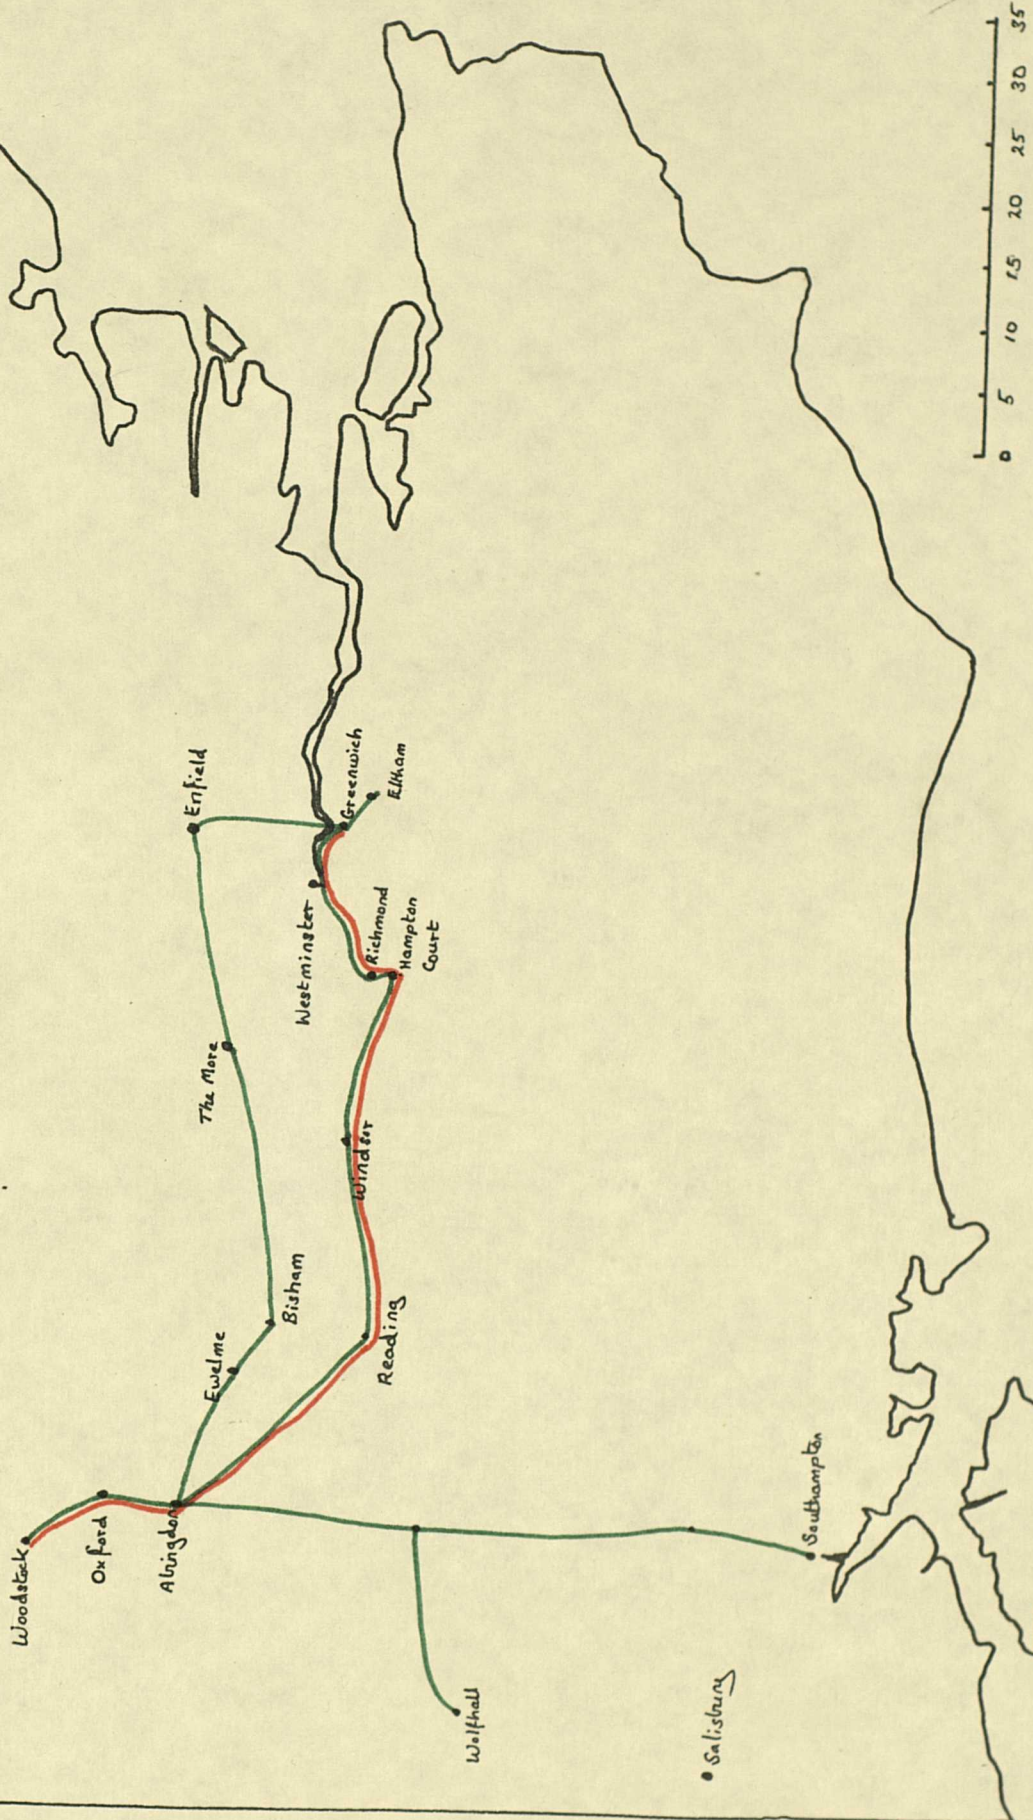 Woodstock
Oxford
Abingdon
Ewelme
Bisham
The More
Enfield
Westminster
Greenwich
Eltham
Richmond
Hampton
Court
Windsor
Reading
Wolfhall
Salisbury
Southampton
0 5 10 15 20 25 30 35